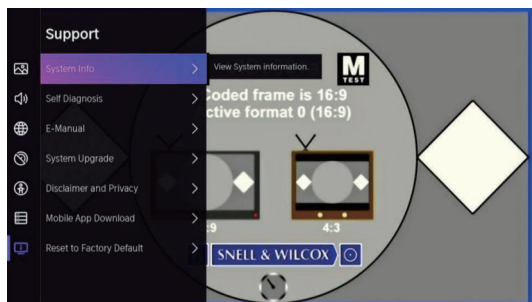 Support
System Info
View System information.
Self Diagnosis
E-Manual
System Upgrade
Disclaimer and Privacy
Mobile App Download
Reset to Factory Default
M
TEST
Coded frame is 16:9
ctive format 0 (16:9)
:9
4:3
SNELL & WILCOX